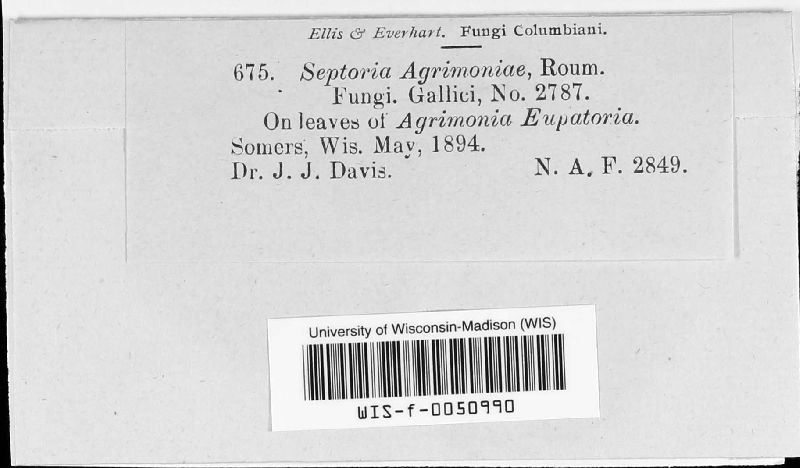 Ellis & Everhart. Fungi Columbiani.
675. Septoria Agrimoniae, Roum.
Fungi. Gallici, No. 2787.
On leaves of Agrimonia Eupatoria.
Somers, Wis. May, 1894.
Dr. J. J. Davis. N. A. F. 2849.
University of Wisconsin-Madison (WIS)
WIS-f-0050990